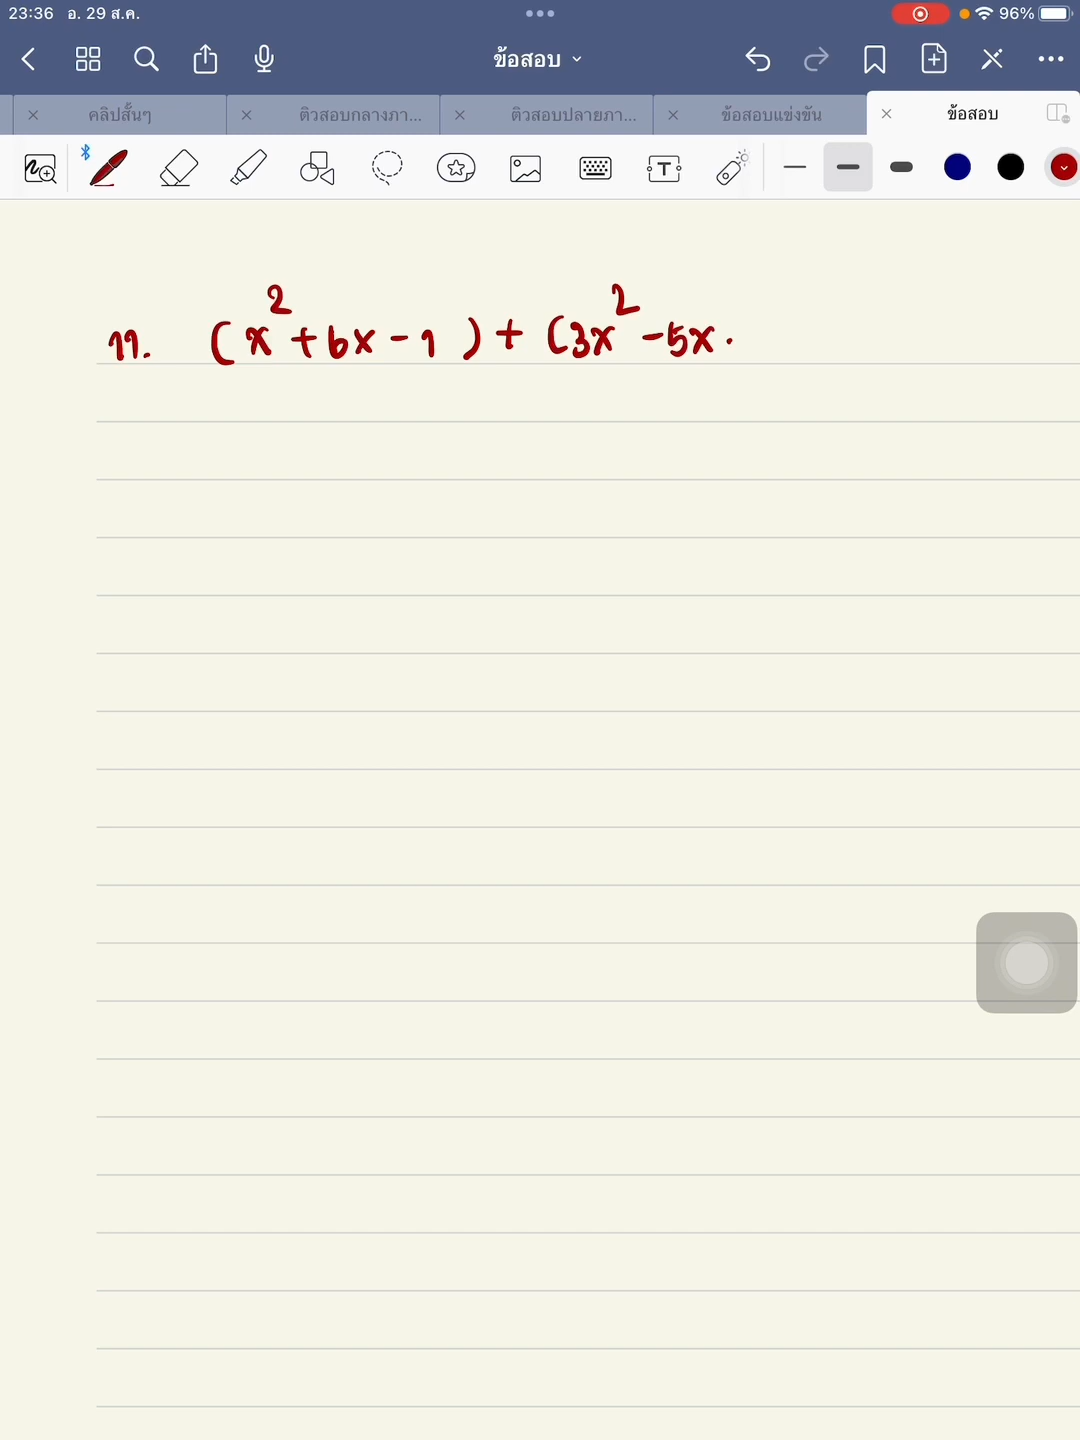 23:36 อ. 29 ส.ค. 96%
ข้อสอบ
คลิปสั้นๆ ติวสอบกลางภา... ติวสอบปลายภา... ข้อสอบแข่งขัน ข้อสอบ
T
11. (x² + 6x - 1) + (3x² - 5x.